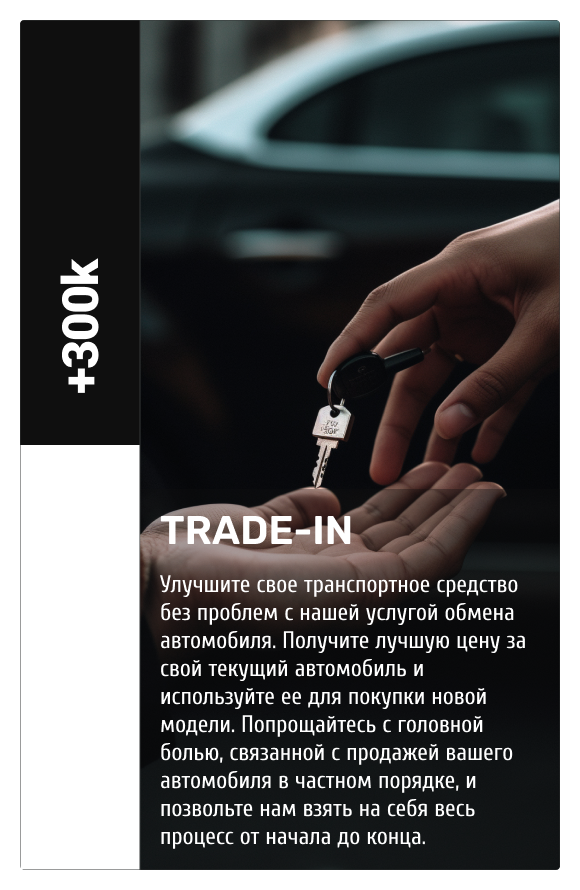 +300k
TRADE-IN
Улучшите свое транспортное средство
без проблем с нашей услугой обмена
автомобиля. Получите лучшую цену за
свой текущий автомобиль и
используйте ее для покупки новой
модели. Попрощайтесь с головной
болью, связанной с продажей вашего
автомобиля в частном порядке, и
позвольте нам взять на себя весь
процесс от начала до конца.